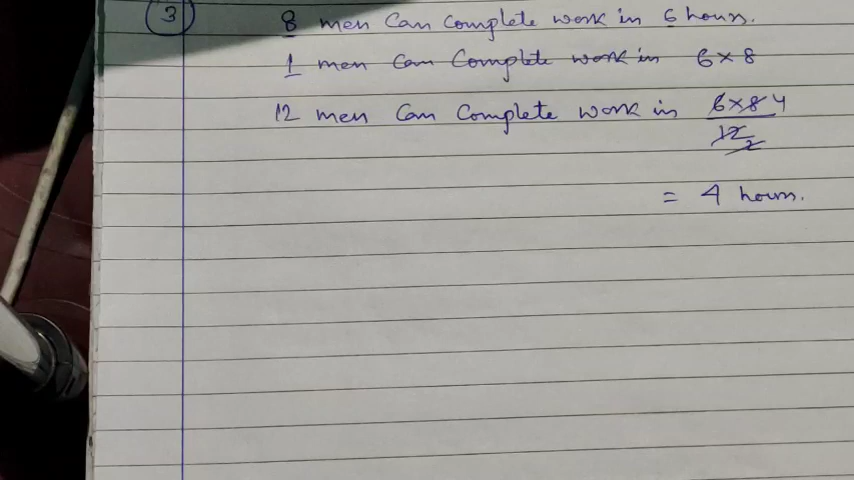 3 8 men can complete work in 6 hours.
1 men can complete work in 6 × 8
12 men can complete work in 6 × 8 4
12 2
= 4 hours.